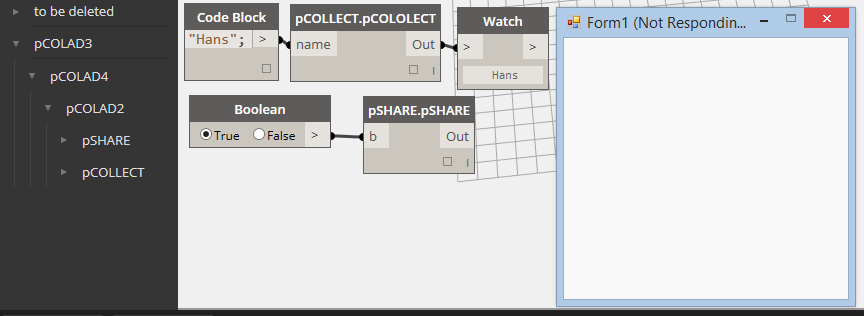 to be deleted
pCOLAD3
pCOLAD4
pCOLAD2
pSHARE
pCOLLECT
Code Block
"Hans"; >
pCOLLECT.pCOLOLECT
name Out
Watch
> >
Hans
Boolean
True False >
pSHARE.pSHARE
b Out
Form1 (Not Respondin...